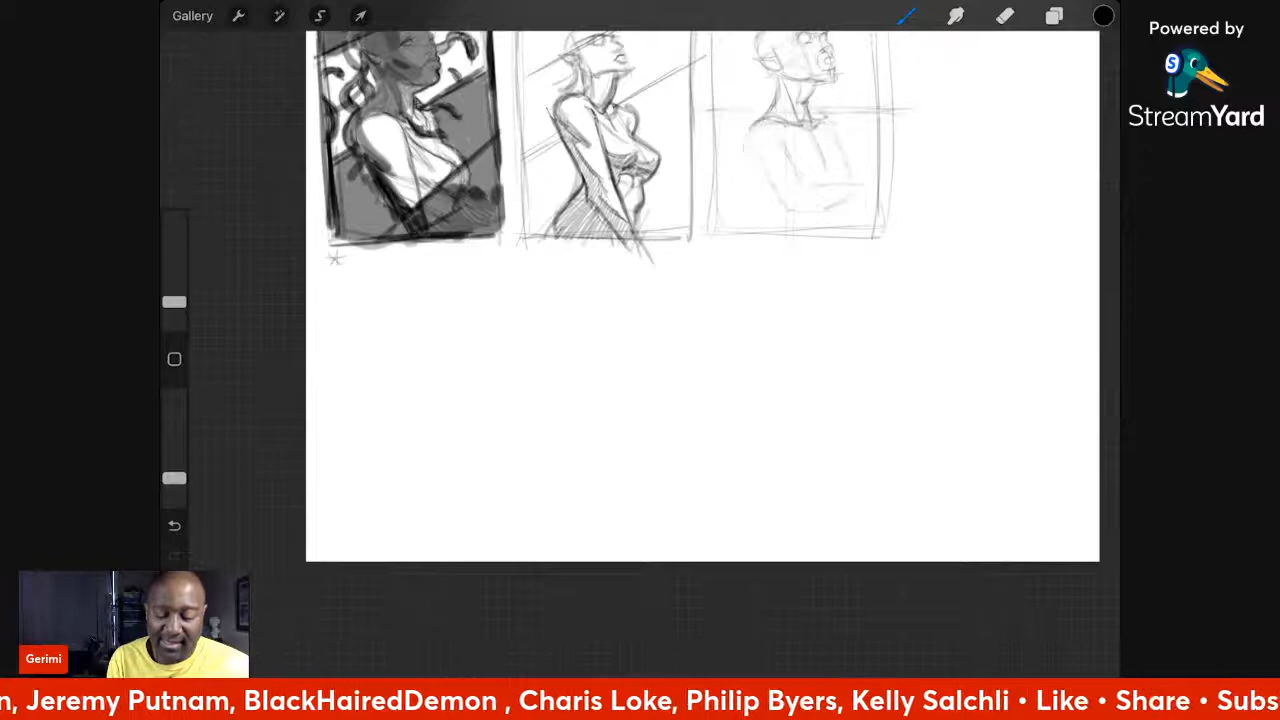 Gallery
Powered by
S
StreamYard
Gerimi
n, Jeremy Putnam, BlackHairedDemon , Charis Loke, Philip Byers, Kelly Salchli • Like • Share • Subs